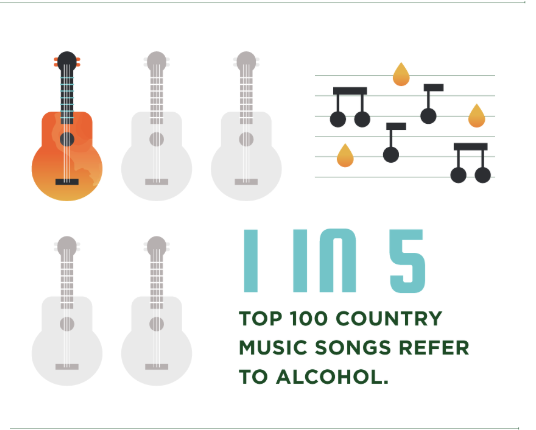 1 IN 5
TOP 100 COUNTRY
MUSIC SONGS REFER
TO ALCOHOL.